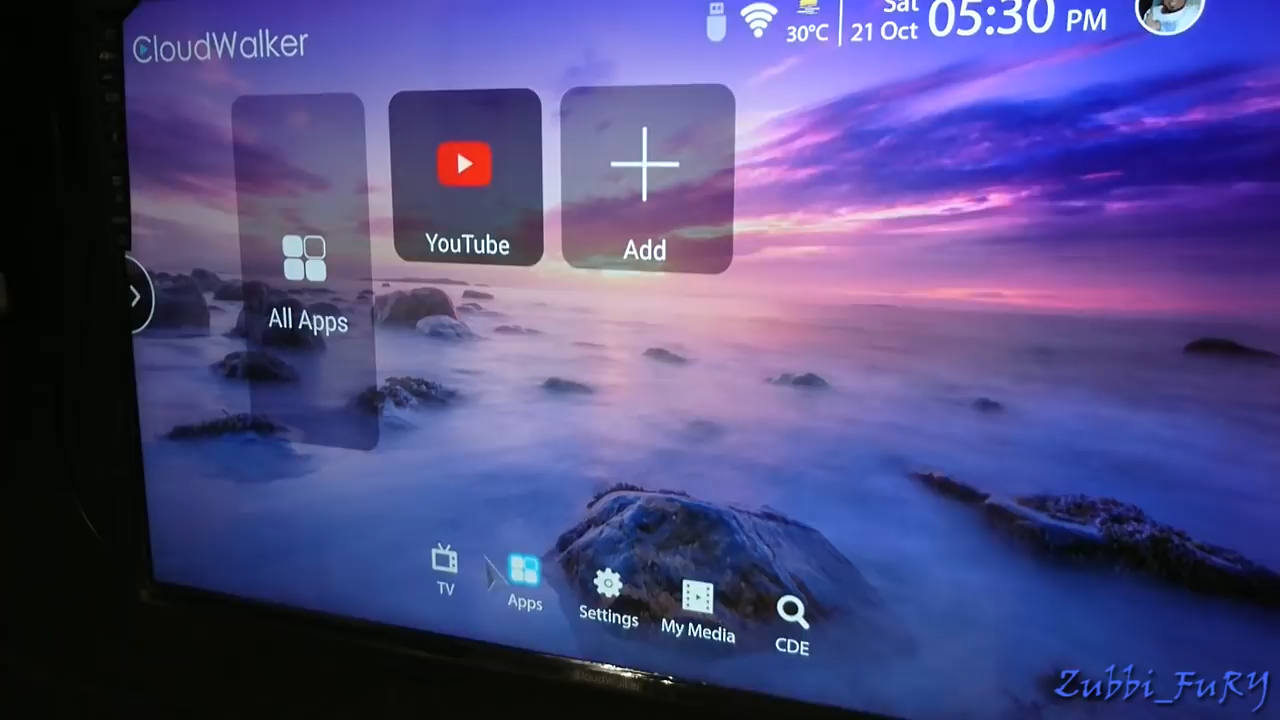 CloudWalker
30°C
Sat
21 Oct
05:30 PM
YouTube
Add
All Apps
TV
Apps
Settings
My Media
CDE
CloudWalker
Zubbi_FuRY